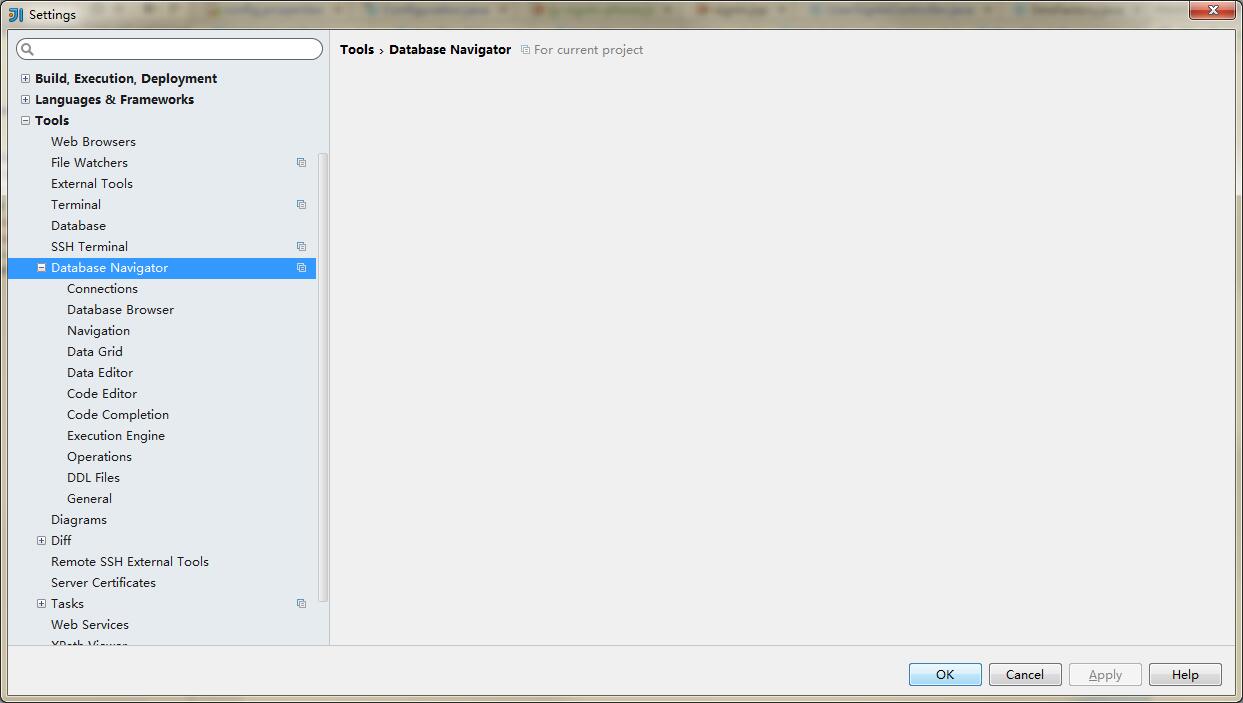 Settings
Tools › Database Navigator For current project
Build, Execution, Deployment
Languages & Frameworks
Tools
Web Browsers
File Watchers
External Tools
Terminal
Database
SSH Terminal
Database Navigator
Connections
Database Browser
Navigation
Data Grid
Data Editor
Code Editor
Code Completion
Execution Engine
Operations
DDL Files
General
Diagrams
Diff
Remote SSH External Tools
Server Certificates
Tasks
Web Services
XPath Viewer
OK Cancel Apply Help